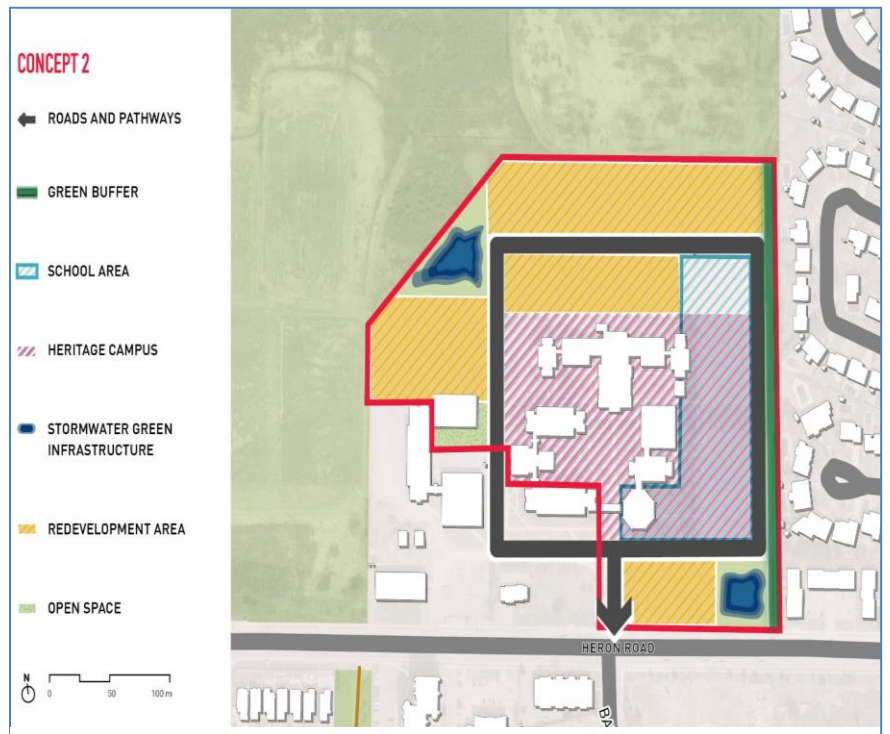 CONCEPT 2
ROADS AND PATHWAYS
GREEN BUFFER
SCHOOL AREA
HERITAGE CAMPUS
STORMWATER GREEN
INFRASTRUCTURE
REDEVELOPMENT AREA
OPEN SPACE
N
0 50 100 m
HERON ROAD
BA